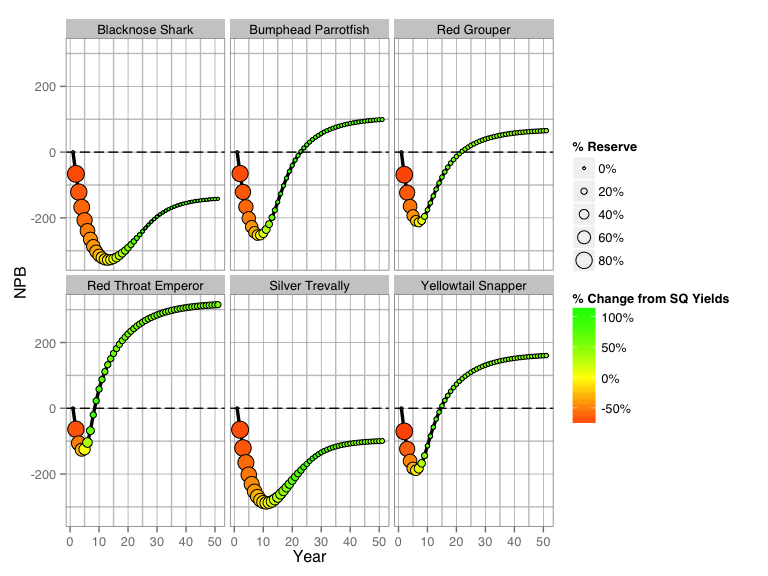 Blacknose Shark Bumphead Parrotfish Red Grouper
200
0
-200
Red Throat Emperor Silver Trevally Yellowtail Snapper
200
0
-200
0 10 20 30 40 50 0 10 20 30 40 50 0 10 20 30 40 50
Year
NPB
% Reserve
0%
20%
40%
60%
80%
% Change from SQ Yields
100%
50%
0%
-50%